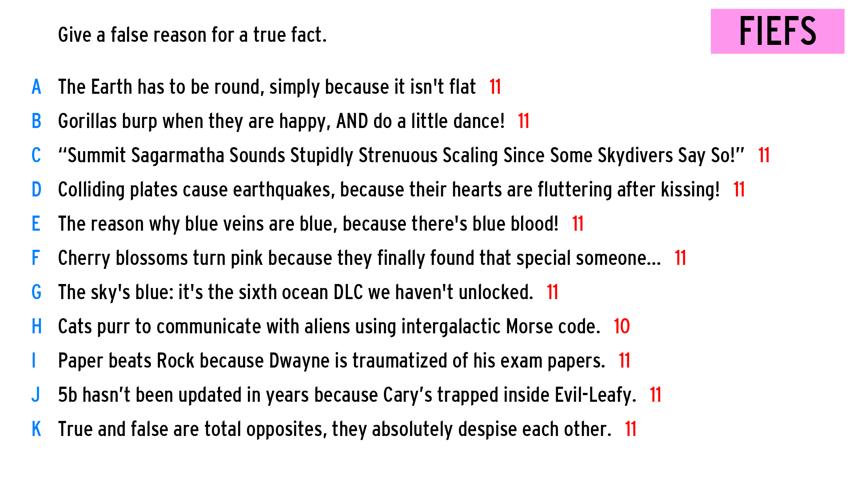 Give a false reason for a true fact.
FIEFS
A The Earth has to be round, simply because it isn't flat 11
B Gorillas burp when they are happy, AND do a little dance! 11
C “Summit Sagarmatha Sounds Stupidly Strenuous Scaling Since Some Skydivers Say So!” 11
D Colliding plates cause earthquakes, because their hearts are fluttering after kissing! 11
E The reason why blue veins are blue, because there's blue blood! 11
F Cherry blossoms turn pink because they finally found that special someone... 11
G The sky's blue: it's the sixth ocean DLC we haven't unlocked. 11
H Cats purr to communicate with aliens using intergalactic Morse code. 10
I Paper beats Rock because Dwayne is traumatized of his exam papers. 11
J 5b hasn’t been updated in years because Cary’s trapped inside Evil-Leafy. 11
K True and false are total opposites, they absolutely despise each other. 11